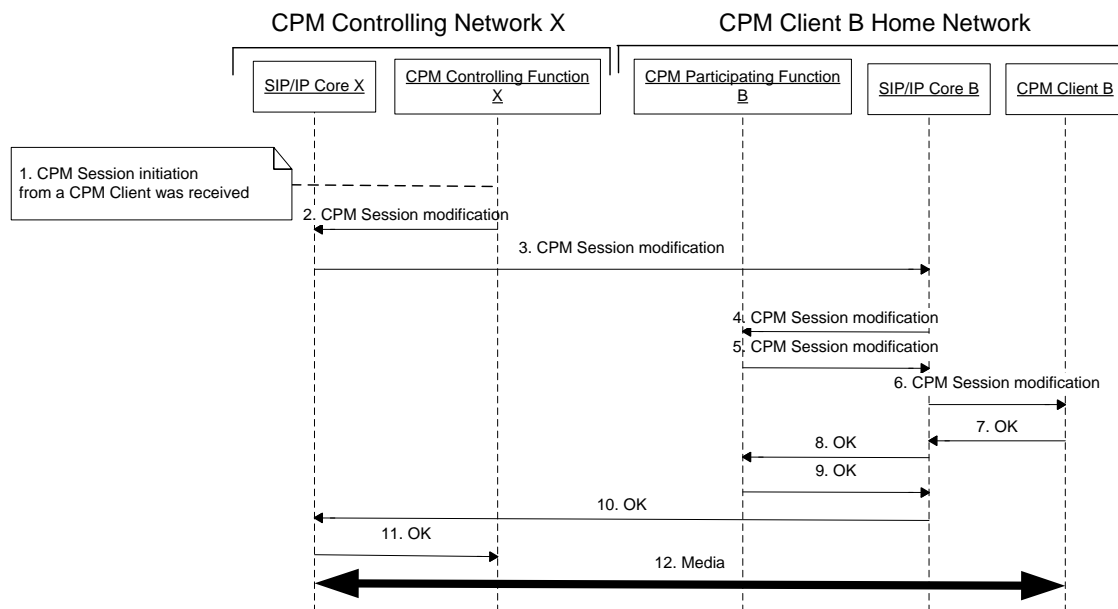 CPM Controlling Network X
CPM Client B Home Network
SIP/IP Core X
CPM Controlling Function
X
CPM Participating Function
B
SIP/IP Core B
CPM Client B
1. CPM Session initiation
from a CPM Client was received
2. CPM Session modification
3. CPM Session modification
4. CPM Session modification
5. CPM Session modification
6. CPM Session modification
7. OK
8. OK
9. OK
10. OK
11. OK
12. Media